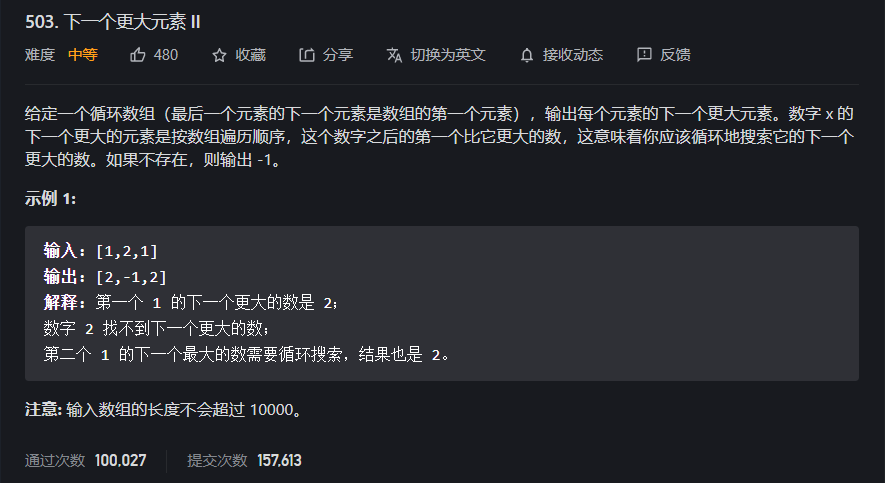 503. 下一个更大元素 II
难度 中等 480 收藏 分享 切换为英文 接收动态 反馈
给定一个循环数组（最后一个元素的下一个元素是数组的第一个元素），输出每个元素的下一个更大元素。数字 x 的
下一个更大的元素是按数组遍历顺序，这个数字之后的第一个比它更大的数，这意味着你应该循环地搜索它的下一个
更大的数。如果不存在，则输出 -1。
示例 1:
输入: [1,2,1]
输出: [2,-1,2]
解释: 第一个 1 的下一个更大的数是 2；
数字 2 找不到下一个更大的数；
第二个 1 的下一个最大的数需要循环搜索，结果也是 2。
注意: 输入数组的长度不会超过 10000。
通过次数 100,027 提交次数 157,613